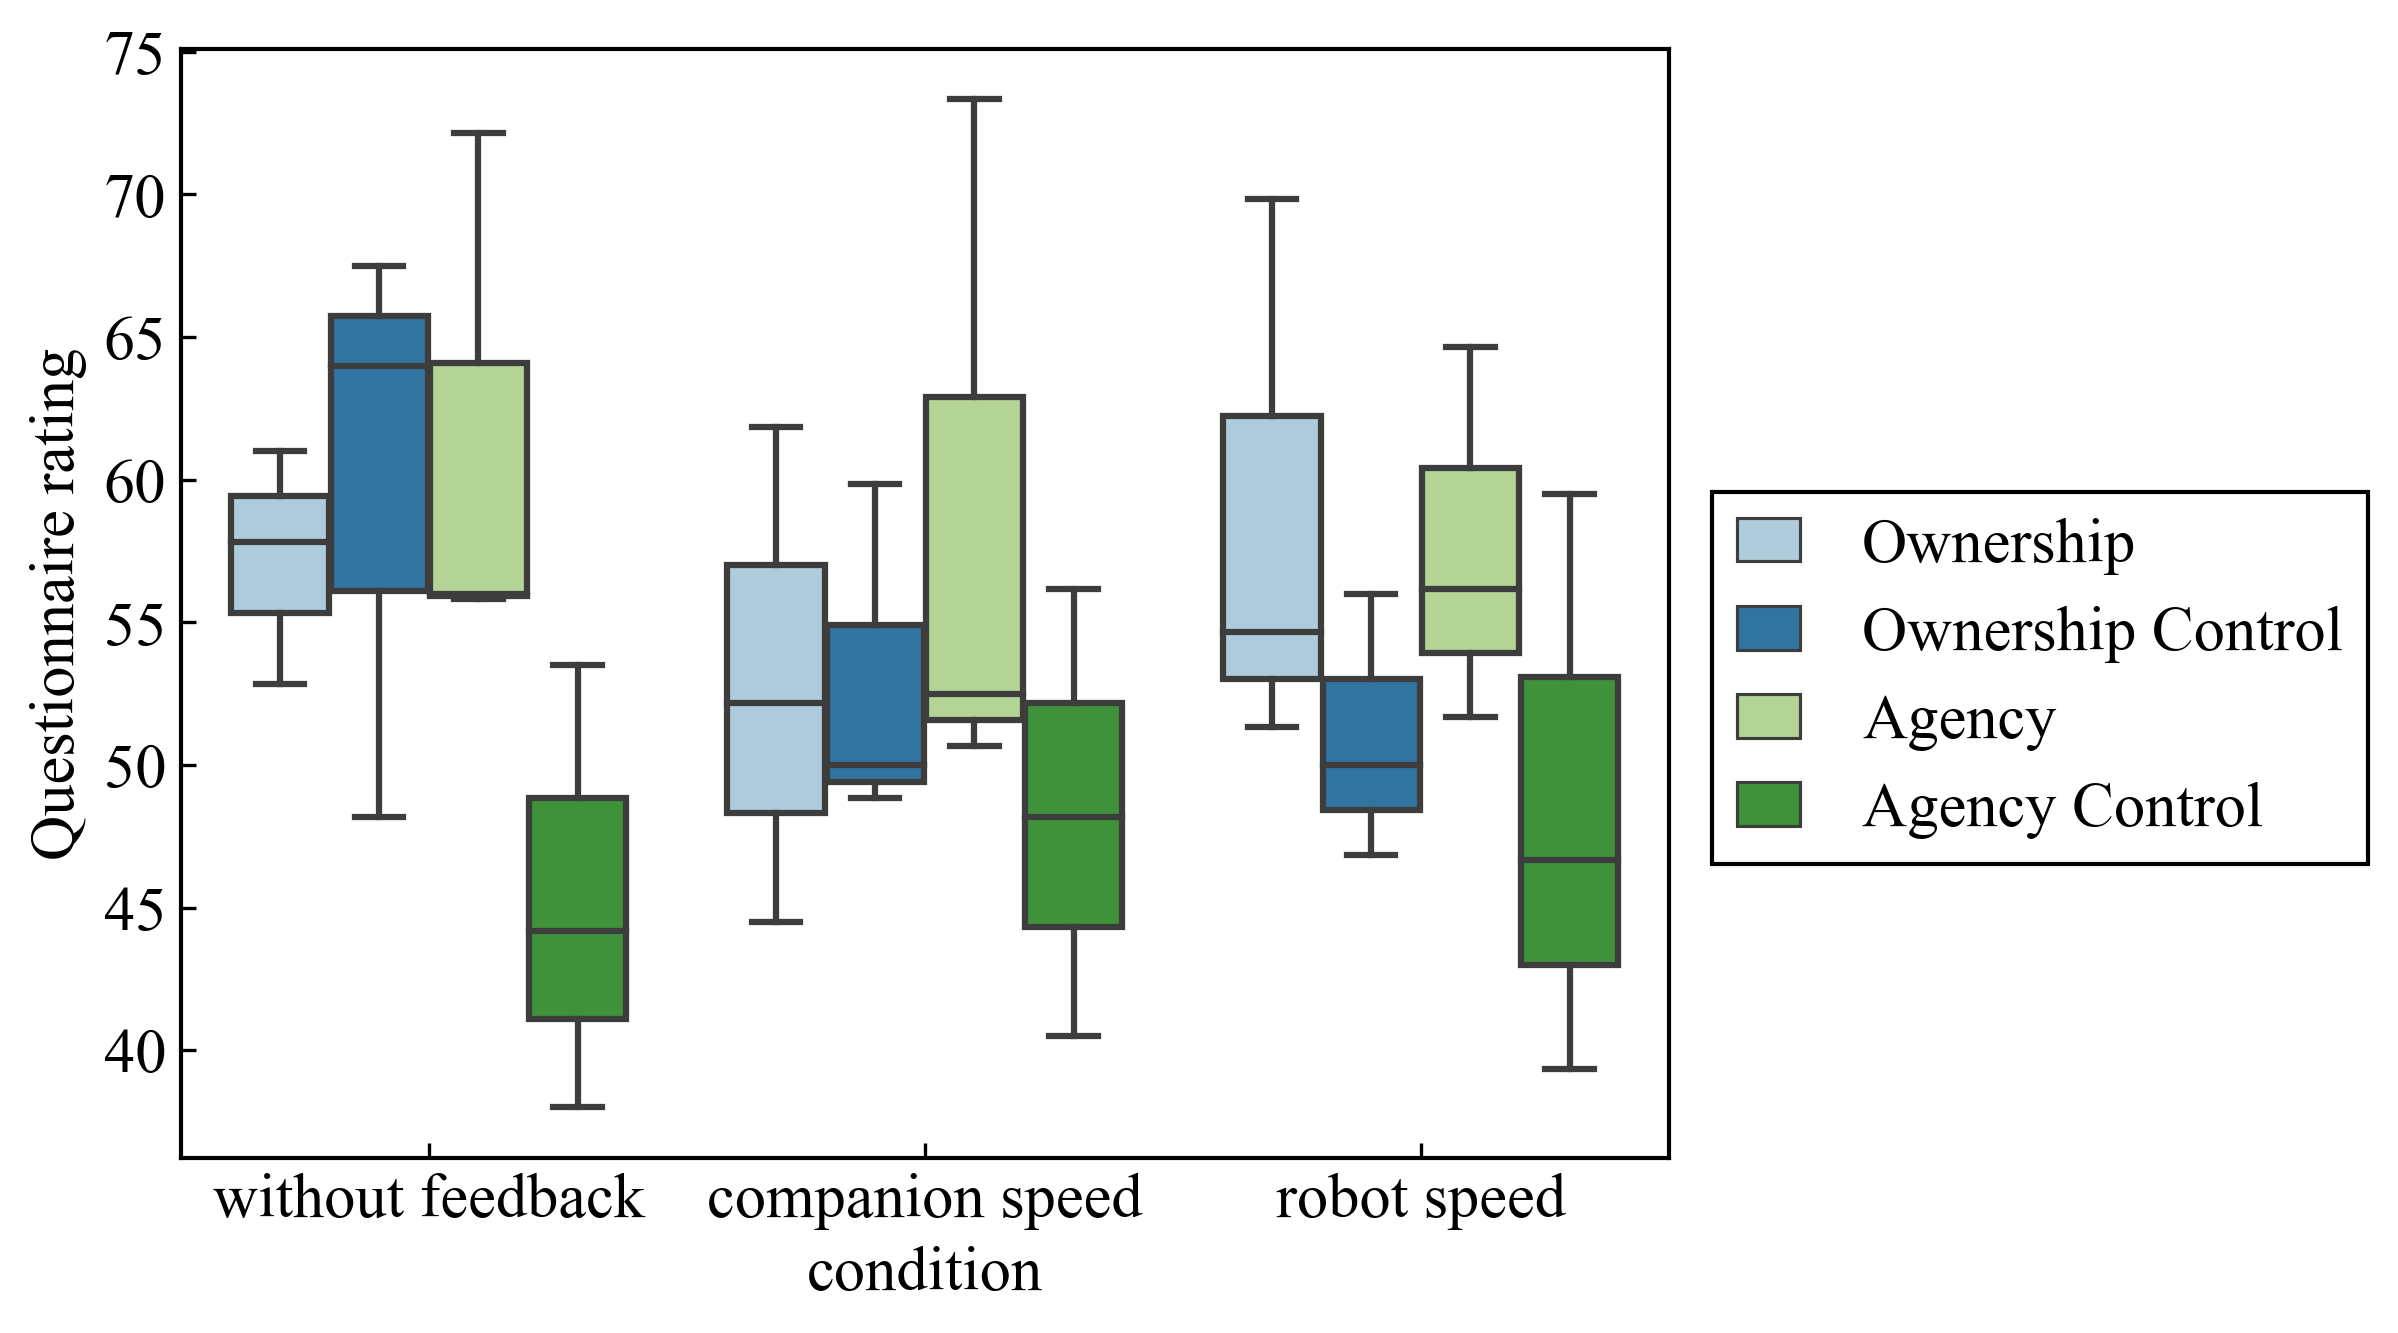 75
70
65
60
55
50
45
40
Questionnaire rating
without feedback companion speed robot speed
condition
Ownership
Ownership Control
Agency
Agency Control